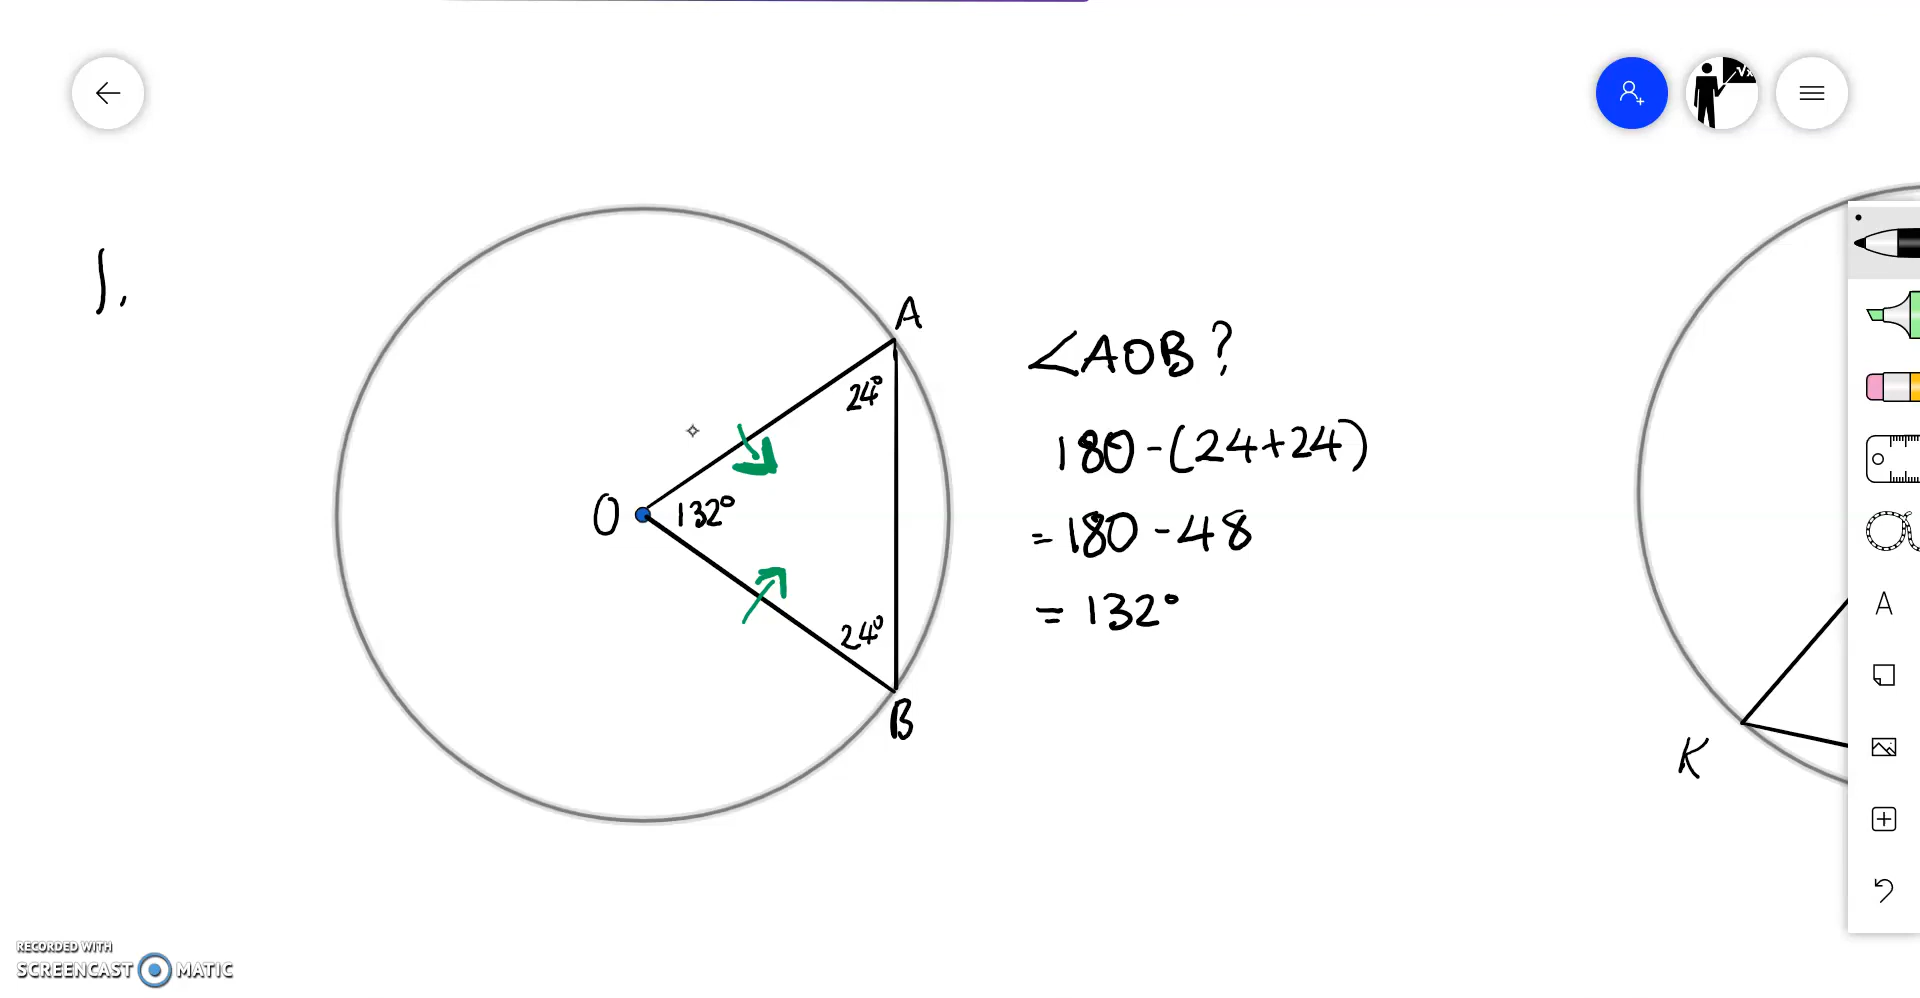 1.
A
24°
O
132°
24°
B
∠AOB?
180-(24+24)
=180-48
=132°
K
√x
A
RECORDED WITH
SCREENCAST MATIC